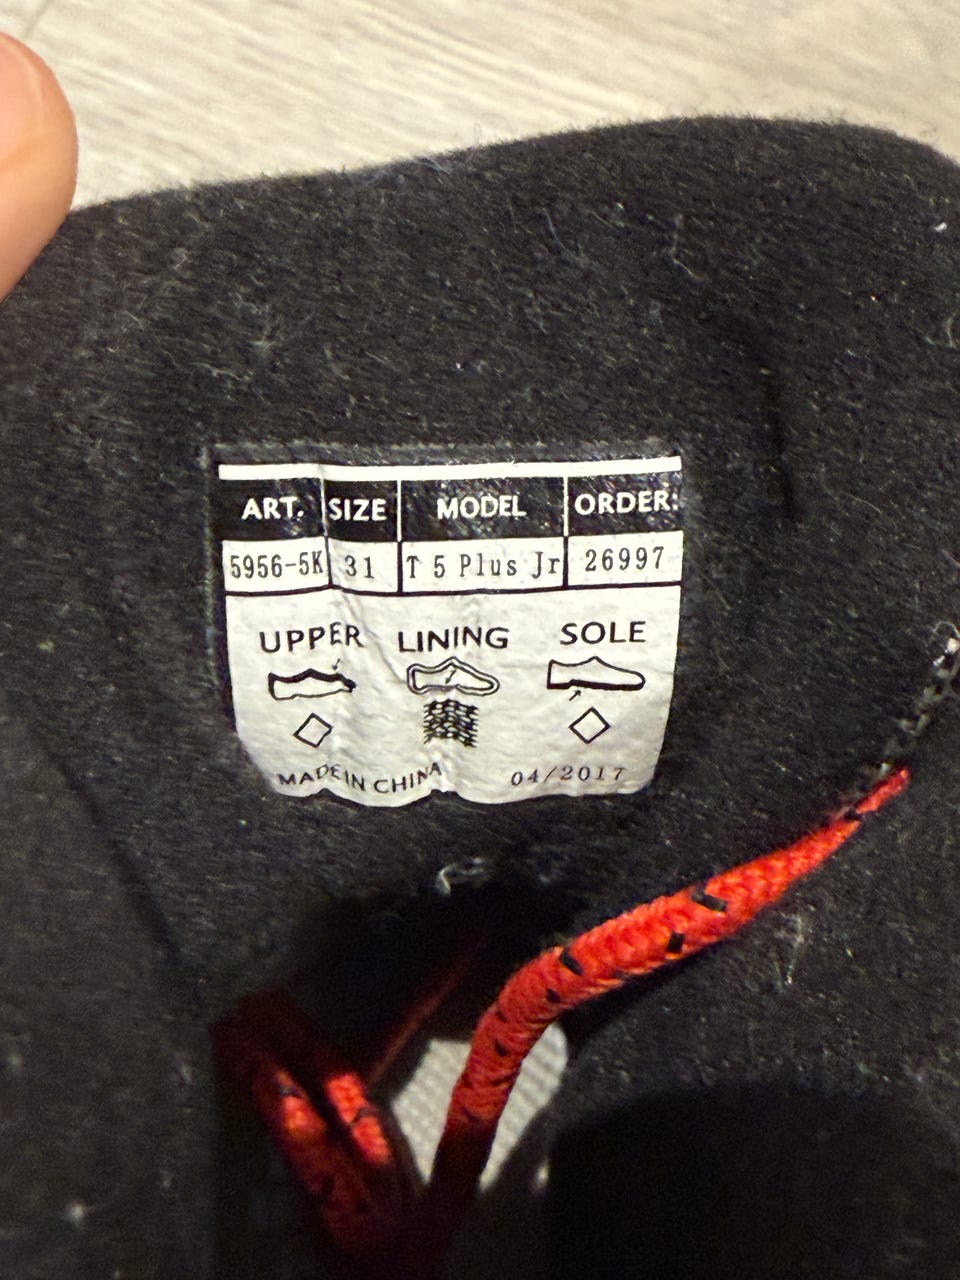 ART. SIZE MODEL ORDER:
5956-5K 31 T 5 Plus Jr 26997
UPPER LINING SOLE
MADE IN CHINA 04/2017